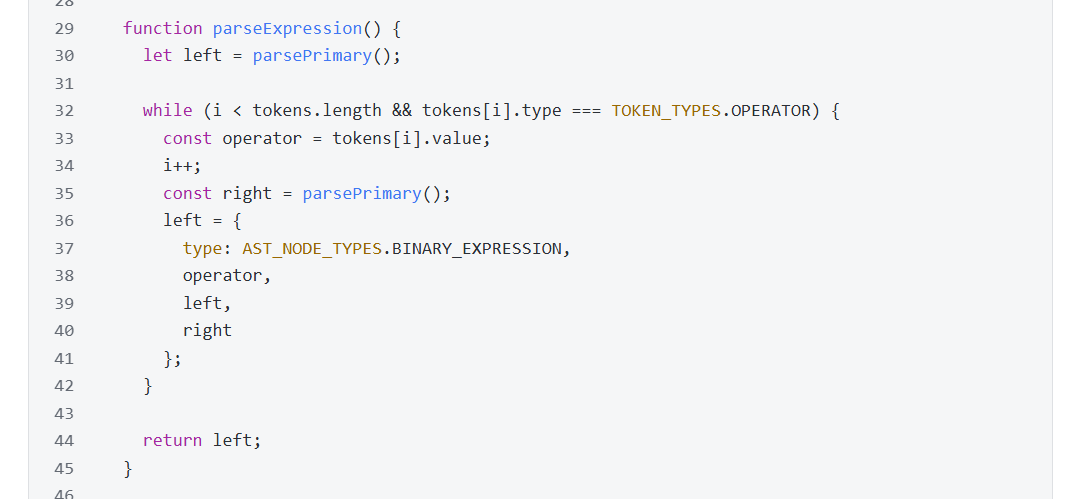 28
29 function parseExpression() {
30 let left = parsePrimary();
31
32 while (i < tokens.length && tokens[i].type === TOKEN_TYPES.OPERATOR) {
33 const operator = tokens[i].value;
34 i++;
35 const right = parsePrimary();
36 left = {
37 type: AST_NODE_TYPES.BINARY_EXPRESSION,
38 operator,
39 left,
40 right
41 };
42 }
43
44 return left;
45 }
46